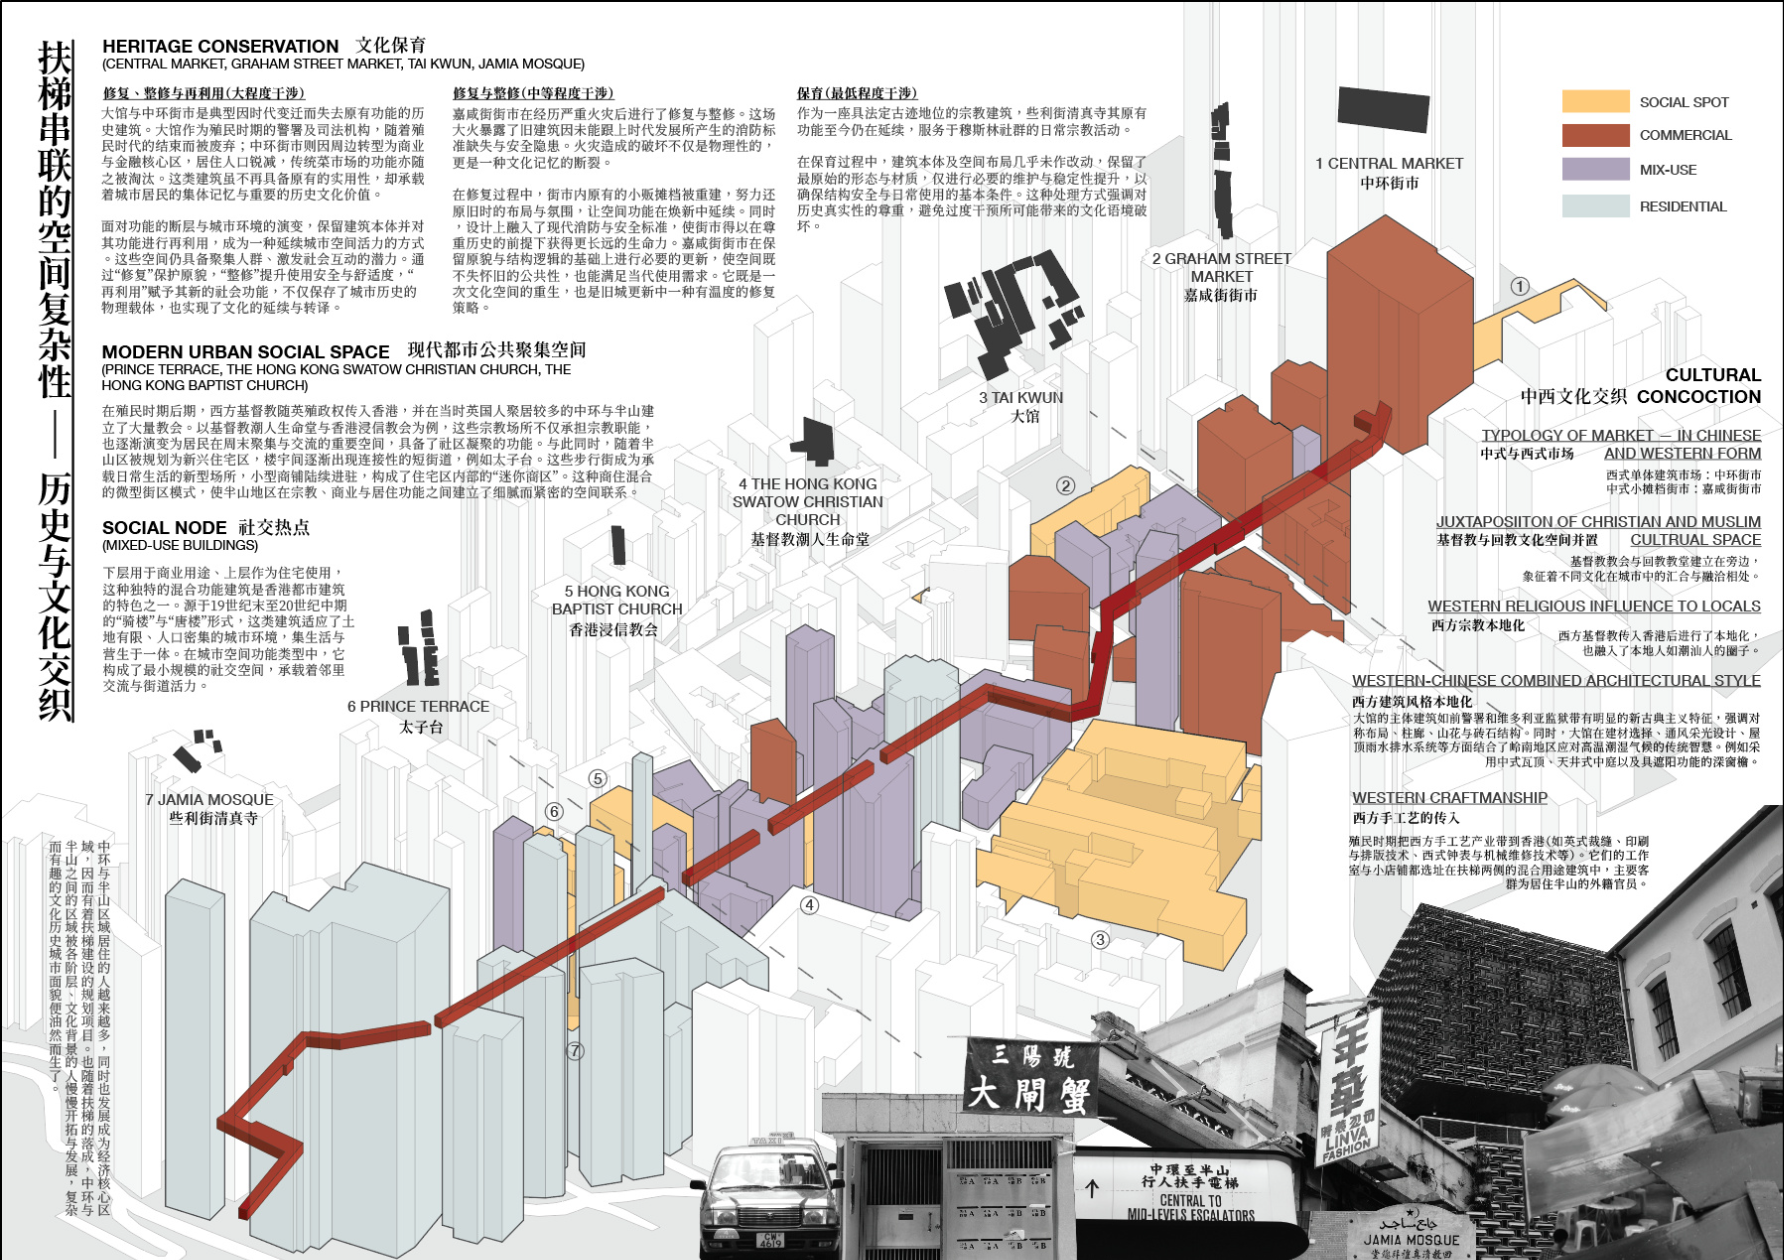 扶梯串联的空间复杂性 —— 历史与文化交织
HERITAGE CONSERVATION 文化保育
(CENTRAL MARKET, GRAHAM STREET MARKET, TAI KWUN, JAMIA MOSQUE)
修复、整修与再利用(大程度干涉)
大馆与中环街市是典型因时代变迁而失去原有功能的历
史建筑。大馆作为殖民时期的警署及司法机构，随着殖
民时代的结束而被废弃；中环街市则因周边转型为商业
与金融核心区，居住人口锐减，传统菜市场的功能亦随
之被淘汰。这类建筑虽不再具备原有的实用性，却承载
着城市居民的集体记忆与重要的历史文化价值。
面对功能的断层与城市环境的演变，保留建筑本体并对
其功能进行再利用，成为一种延续城市空间活力的方式
。这些空间仍具备聚集人群、激发社会互动的潜力。通
过“修复”保护原貌，“整修”提升使用安全与舒适度，“
再利用”赋予其新的社会功能，不仅保存了城市历史的
物理载体，也实现了文化的延续与转译。
修复与整修(中等程度干涉)
嘉咸街街市在经历严重火灾后进行了修复与整修。这场
大火暴露了旧建筑因未能跟上时代发展所产生的消防标
准缺失与安全隐患。火灾造成的破坏不仅是物理性的，
更是一种文化记忆的断裂。
在修复过程中，街市内原有的小贩摊档被重建，努力还
原旧时的布局与氛围，让空间功能在焕新中延续。同时
，设计上融入了现代消防与安全标准，使街市得以在尊
重历史的前提下获得更长远的生命力。嘉咸街街市在保
留原貌与结构逻辑的基础上进行必要的更新，使空间既
不失怀旧的公共性，也能满足当代使用需求。它既是一
次文化空间的重生，也是旧城更新中一种有温度的修复
策略。
保育(最低程度干涉)
作为一座具法定古迹地位的宗教建筑，些利街清真寺其原有
功能至今仍在延续，服务于穆斯林社群的日常宗教活动。
在保育过程中，建筑本体及空间布局几乎未作改动，保留了
最原始的形态与材质，仅进行必要的维护与稳定性提升，以
确保结构安全与日常使用的基本条件。这种处理方式强调对
历史真实性的尊重，避免过度干预所可能带来的文化语境破
坏。
MODERN URBAN SOCIAL SPACE 现代都市公共聚集空间
(PRINCE TERRACE, THE HONG KONG SWATOW CHRISTIAN CHURCH, THE
HONG KONG BAPTIST CHURCH)
在殖民时期后期，西方基督教随英殖政权传入香港，并在当时英国人聚居较多的中环与半山建
立了大量教会。以基督教潮人生命堂与香港浸信教会为例，这些宗教场所不仅承担宗教职能，
也逐渐演变为居民在周末聚集与交流的重要空间，具备了社区凝聚的功能。与此同时，随着半
山区被规划为新兴住宅区，楼宇间逐渐出现连接性的短街道，例如太子台。这些步行街成为承
载日常生活的新型场所，小型商铺陆续进驻，构成了住宅区内部的“迷你商区”。这种商住混合
的微型街区模式，使半山地区在宗教、商业与居住功能之间建立了细腻而紧密的空间联系。
SOCIAL NODE 社交热点
(MIXED-USE BUILDINGS)
下层用于商业用途、上层作为住宅使用，
这种独特的混合功能建筑是香港都市建筑
的特色之一。源于19世纪末至20世纪中期
的“骑楼”与“唐楼”形式，这类建筑适应了土
地有限、人口密集的城市环境，集生活与
营生于一体。在城市空间功能类型中，它
构成了最小规模的社交空间，承载着邻里
交流与街道活力。
SOCIAL SPOT
COMMERCIAL
MIX-USE
RESIDENTIAL
1 CENTRAL MARKET
中环街市
2 GRAHAM STREET
MARKET
嘉咸街街市
3 TAI KWUN
大馆
4 THE HONG KONG
SWATOW CHRISTIAN
CHURCH
基督教潮人生命堂
5 HONG KONG
BAPTIST CHURCH
香港浸信教会
6 PRINCE TERRACE
太子台
7 JAMIA MOSQUE
些利街清真寺
①
②
③
④
⑤
⑥
⑦
CULTURAL
中西文化交织 CONCOCTION
TYPOLOGY OF MARKET — IN CHINESE
中式与西式市场 AND WESTERN FORM
西式单体建筑市场：中环街市
中式小摊档街市：嘉咸街街市
JUXTAPOSIITON OF CHRISTIAN AND MUSLIM
基督教与回教文化空间并置 CULTRUAL SPACE
基督教教会与回教教堂建立在旁边，
象征着不同文化在城市中的汇合与融洽相处。
WESTERN RELIGIOUS INFLUENCE TO LOCALS
西方宗教本地化
西方基督教传入香港后进行了本地化，
也融入了本地人如潮汕人的圈子。
WESTERN-CHINESE COMBINED ARCHITECTURAL STYLE
西方建筑风格本地化
大馆的主体建筑如前警署和维多利亚监狱带有明显的新古典主义特征，强调对
称布局、柱廊、山花与砖石结构。同时，大馆在建材选择、通风采光设计、屋
顶雨水排水系统等方面结合了岭南地区应对高温潮湿气候的传统智慧。例如采
用中式瓦顶、天井式中庭以及具遮阳功能的深窗檐。
WESTERN CRAFTMANSHIP
西方手工艺的传入
殖民时期把西方手工艺产业带到香港(如英式裁缝、印刷
与排版技术、西式钟表与机械维修技术等)。它们的工作
室与小店铺都选址在扶梯两侧的混合用途建筑中，主要客
群为居住半山的外籍官员。
中环与半山区域居住的人越来越多，同时也发展成为经济核心区
域，因而有着扶梯建设的规划项目。也随着扶梯的落成，中环与
半山之间的区域被各阶层、文化背景的人慢慢开拓与发展，复杂
而有趣的文化历史城市面貌便油然而生了。
三陽號
大閘蟹
TAXI
CW
4619
中環至半山
行人扶手電梯
CENTRAL TO
MID-LEVELS ESCALATORS
年華
LINVA
FASHION
JAMIA MOSQUE